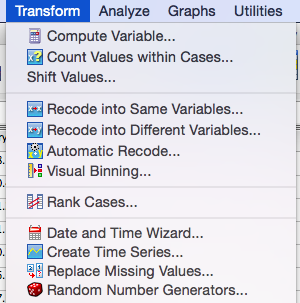 Transform Analyze Graphs Utilities
Compute Variable...
Count Values within Cases...
Shift Values...
Recode into Same Variables...
Recode into Different Variables...
Automatic Recode...
Visual Binning...
Rank Cases...
Date and Time Wizard...
Create Time Series...
Replace Missing Values...
Random Number Generators...